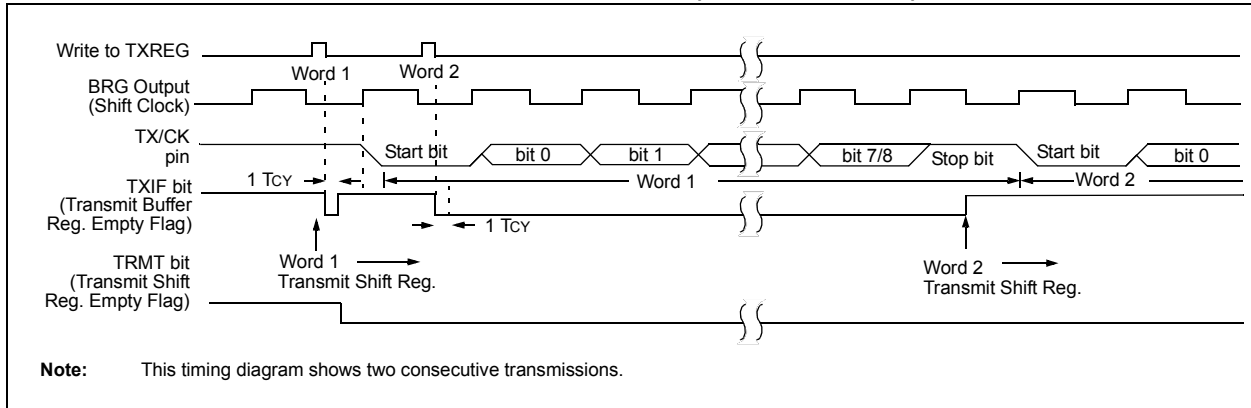 Write to TXREG
Word 1
Word 2
BRG Output
(Shift Clock)
TX/CK
pin
Start bit
bit 0
bit 1
bit 7/8
Stop bit
Start bit
bit 0
1 TCY
Word 1
Word 2
TXIF bit
(Transmit Buffer
Reg. Empty Flag)
1 TCY
TRMT bit
(Transmit Shift
Reg. Empty Flag)
Word 1
Transmit Shift Reg.
Word 2
Transmit Shift Reg.
Note: This timing diagram shows two consecutive transmissions.